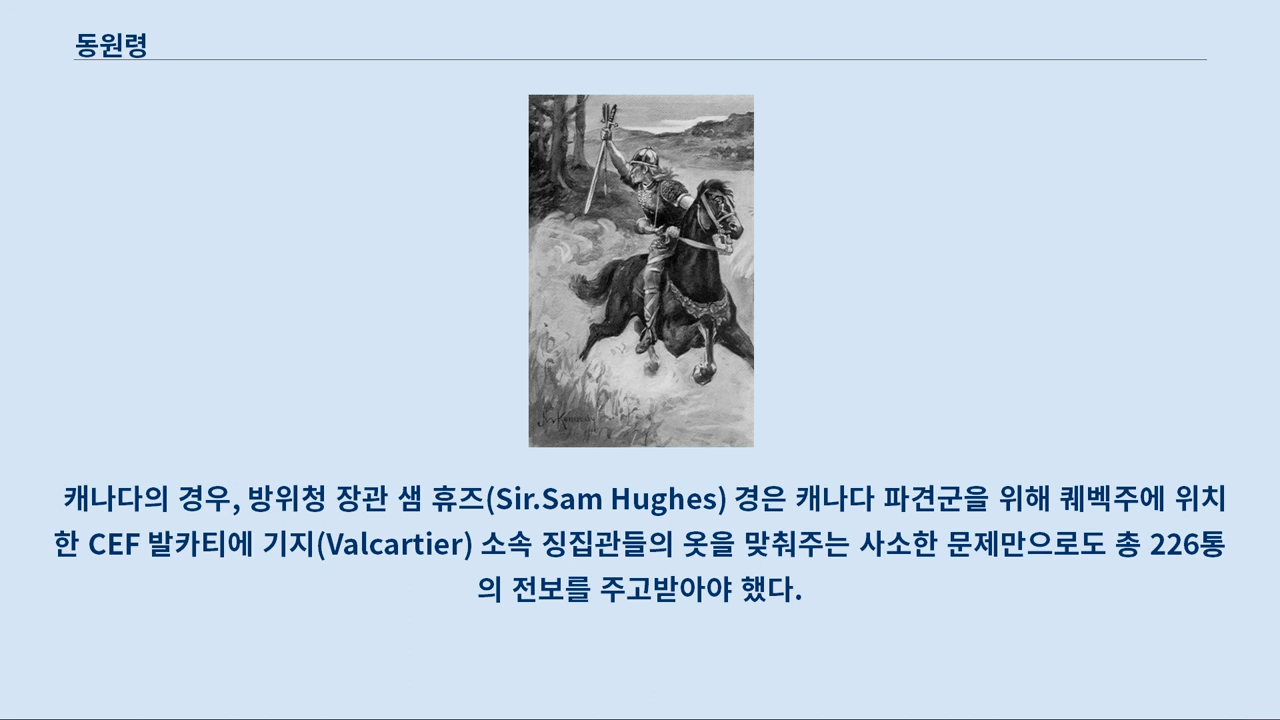 동원령
캐나다의 경우, 방위청 장관 샘 휴즈(Sir.Sam Hughes) 경은 캐나다 파견군을 위해 퀘벡주에 위치
한 CEF 발카티에 기지(Valcartier) 소속 징집관들의 옷을 맞춰주는 사소한 문제만으로도 총 226통
의 전보를 주고받아야 했다.